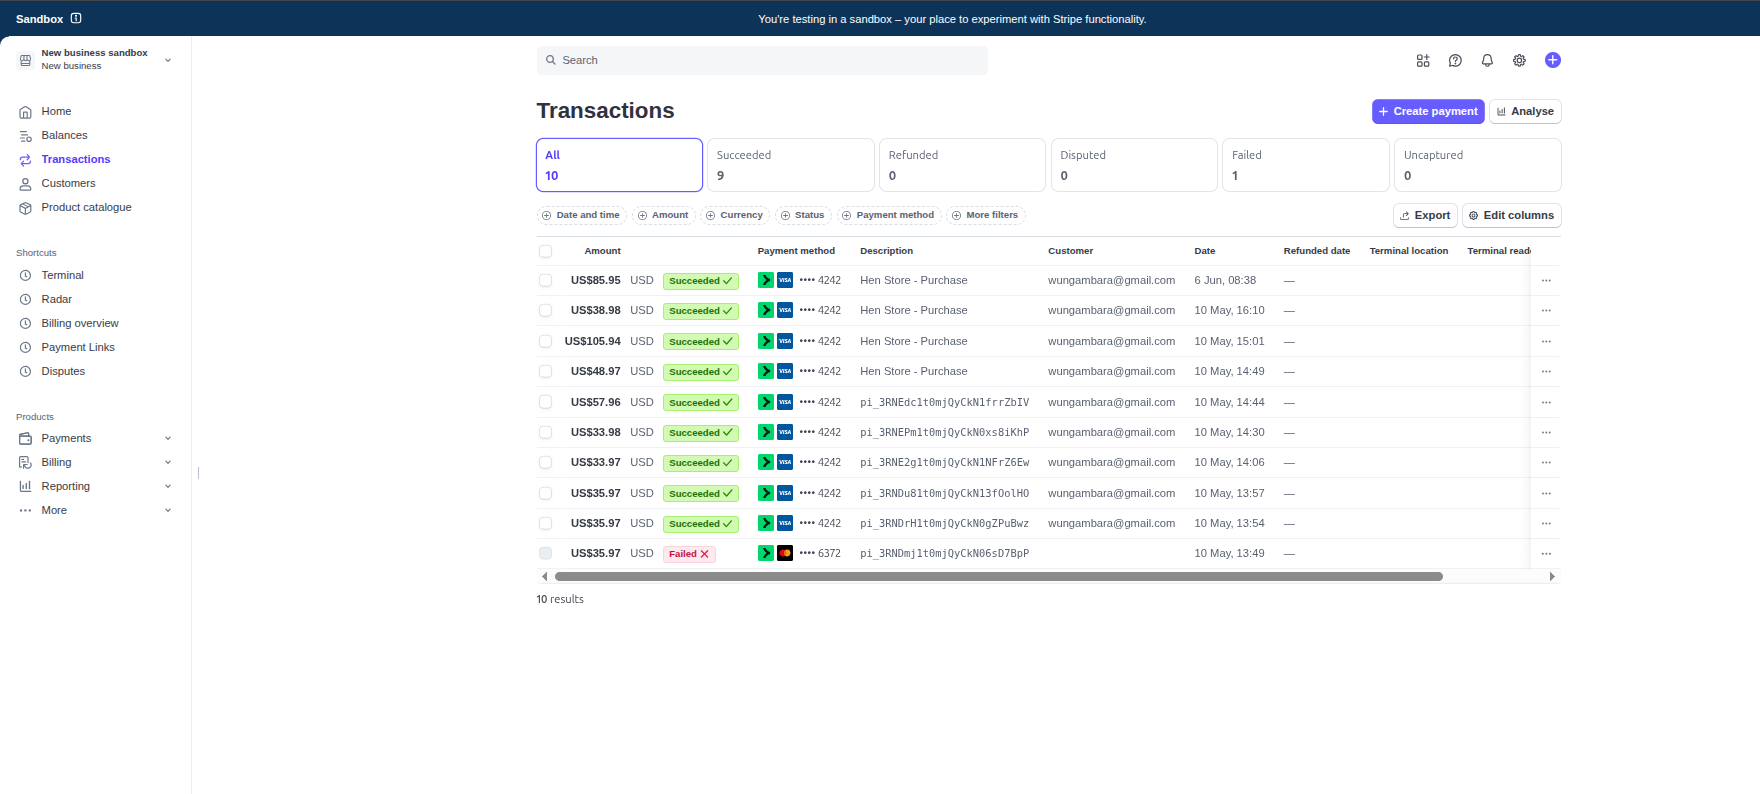 Sandbox
You're testing in a sandbox – your place to experiment with Stripe functionality.
New business sandbox
New business
Search
Home
Balances
Transactions
Customers
Product catalogue
Shortcuts
Terminal
Radar
Billing overview
Payment Links
Disputes
Products
Payments
Billing
Reporting
More
Transactions
Create payment
Analyse
All
10
Succeeded
9
Refunded
0
Disputed
0
Failed
1
Uncaptured
0
Date and time
Amount
Currency
Status
Payment method
More filters
Export
Edit columns
Amount Payment method Description Customer Date Refunded date Terminal location Terminal reade
US$85.95 USD Succeeded VISA •••• 4242 Hen Store - Purchase wungambara@gmail.com 6 Jun, 08:38 —
US$38.98 USD Succeeded VISA •••• 4242 Hen Store - Purchase wungambara@gmail.com 10 May, 16:10 —
US$105.94 USD Succeeded VISA •••• 4242 Hen Store - Purchase wungambara@gmail.com 10 May, 15:01 —
US$48.97 USD Succeeded VISA •••• 4242 Hen Store - Purchase wungambara@gmail.com 10 May, 14:49 —
US$57.96 USD Succeeded VISA •••• 4242 pi_3RNEdc1t0mjQyCkN1frrZbIV wungambara@gmail.com 10 May, 14:44 —
US$33.98 USD Succeeded VISA •••• 4242 pi_3RNEPm1t0mjQyCkN0xs8iKhP wungambara@gmail.com 10 May, 14:30 —
US$33.97 USD Succeeded VISA •••• 4242 pi_3RNE2g1t0mjQyCkN1NFrZ6Ew wungambara@gmail.com 10 May, 14:06 —
US$35.97 USD Succeeded VISA •••• 4242 pi_3RNDu81t0mjQyCkN13fOolHO wungambara@gmail.com 10 May, 13:57 —
US$35.97 USD Succeeded VISA •••• 4242 pi_3RNDrH1t0mjQyCkN0gZPuBwz wungambara@gmail.com 10 May, 13:54 —
US$35.97 USD Failed •••• 6372 pi_3RNDmj1t0mjQyCkN06sD7BpP 10 May, 13:49 —
10 results